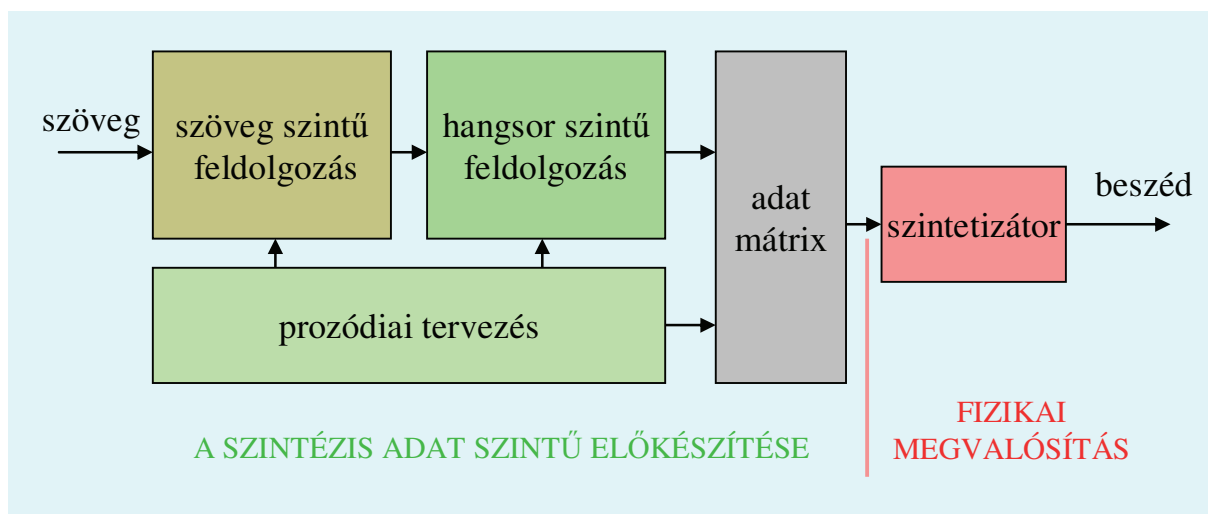 szöveg
szöveg szintű
feldolgozás
hangsor szintű
feldolgozás
adat
mátrix
szintetizátor
beszéd
prozódiai tervezés
A SZINTÉZIS ADAT SZINTŰ ELŐKÉSZÍTÉSE
FIZIKAI
MEGVALÓSÍTÁS